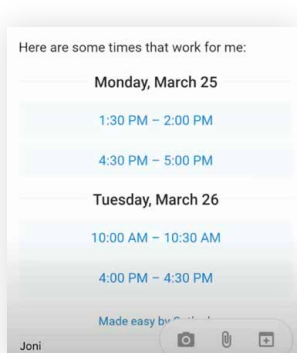 Here are some times that work for me:
Monday, March 25
1:30 PM – 2:00 PM
4:30 PM – 5:00 PM
Tuesday, March 26
10:00 AM – 10:30 AM
4:00 PM – 4:30 PM
Made easy by
Joni